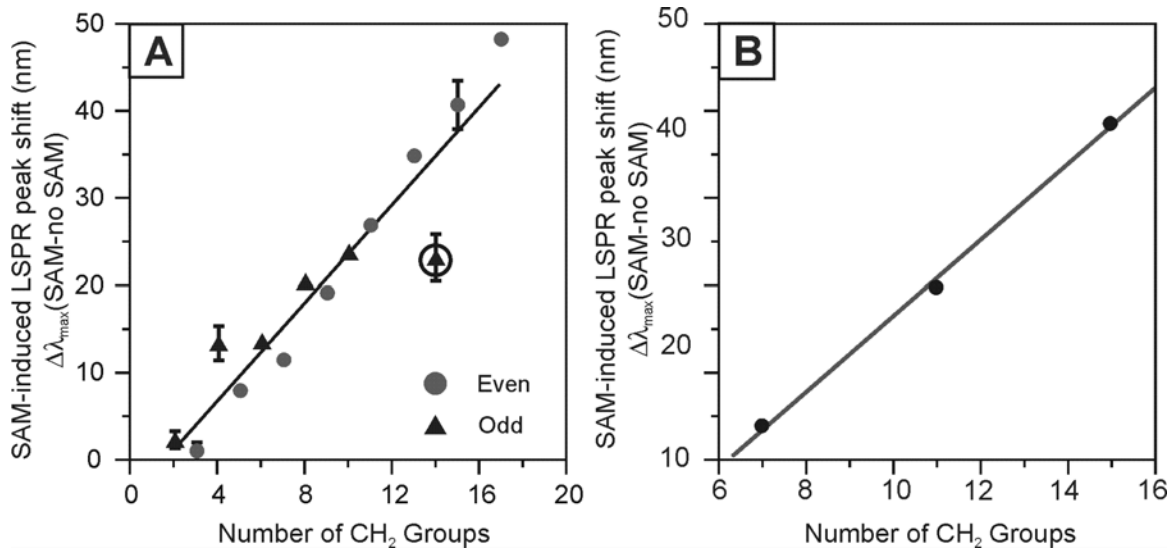 A
SAM-induced LSPR peak shift (nm)
Δλmax(SAM-no SAM)
50
40
30
20
10
0
Even
Odd
0 4 8 12 16 20
Number of CH₂ Groups
B
SAM-induced LSPR peak shift (nm)
Δλmax(SAM-no SAM)
50
40
30
20
10
6 8 10 12 14 16
Number of CH₂ Groups